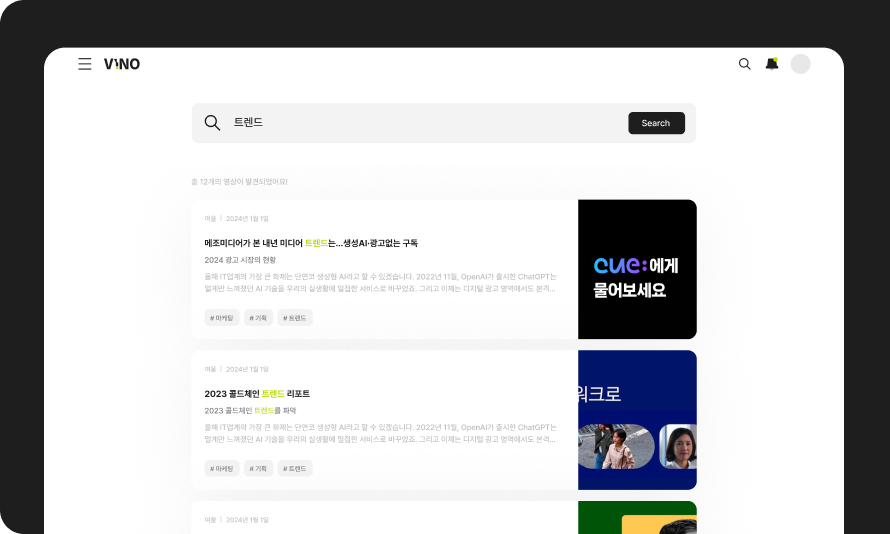 VINO
트렌드
Search
총 12개의 영상이 발견되었어요!
여울 | 2024년 1월 1일
메조미디어가 본 내년 미디어 트렌드는...생성AI·광고없는 구독
2024 광고 시장의 현황
올해 IT업계의 가장 큰 화제는 단연코 생성형 AI라고 할 수 있겠습니다. 2022년 11월, OpenAI가 출시한 ChatGPT는
멀게만 느껴졌던 AI 기술을 우리의 실생활에 밀접한 서비스로 바꾸었죠. 그리고 이제는 디지털 광고 영역에서도 본격...
# 마케팅 # 기획 # 트렌드
cue:에게
물어보세요
여울 | 2024년 1월 1일
2023 콜드체인 트렌드 리포트
2023 콜드체인 트렌드를 파악
올해 IT업계의 가장 큰 화제는 단연코 생성형 AI라고 할 수 있겠습니다. 2022년 11월, OpenAI가 출시한 ChatGPT는
멀게만 느껴졌던 AI 기술을 우리의 실생활에 밀접한 서비스로 바꾸었죠. 그리고 이제는 디지털 광고 영역에서도 본격...
# 마케팅 # 기획 # 트렌드
워크로
여울 | 2024년 1월 1일